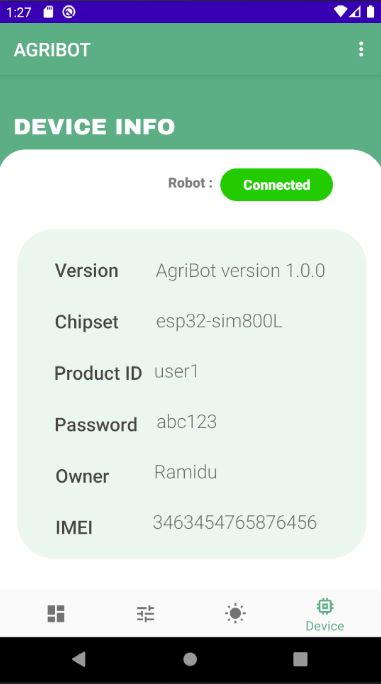 1:27
AGRIBOT
DEVICE INFO
Robot : Connected
Version AgriBot version 1.0.0
Chipset esp32-sim800L
Product ID user1
Password abc123
Owner Ramidu
IMEI 3463454765876456
Device